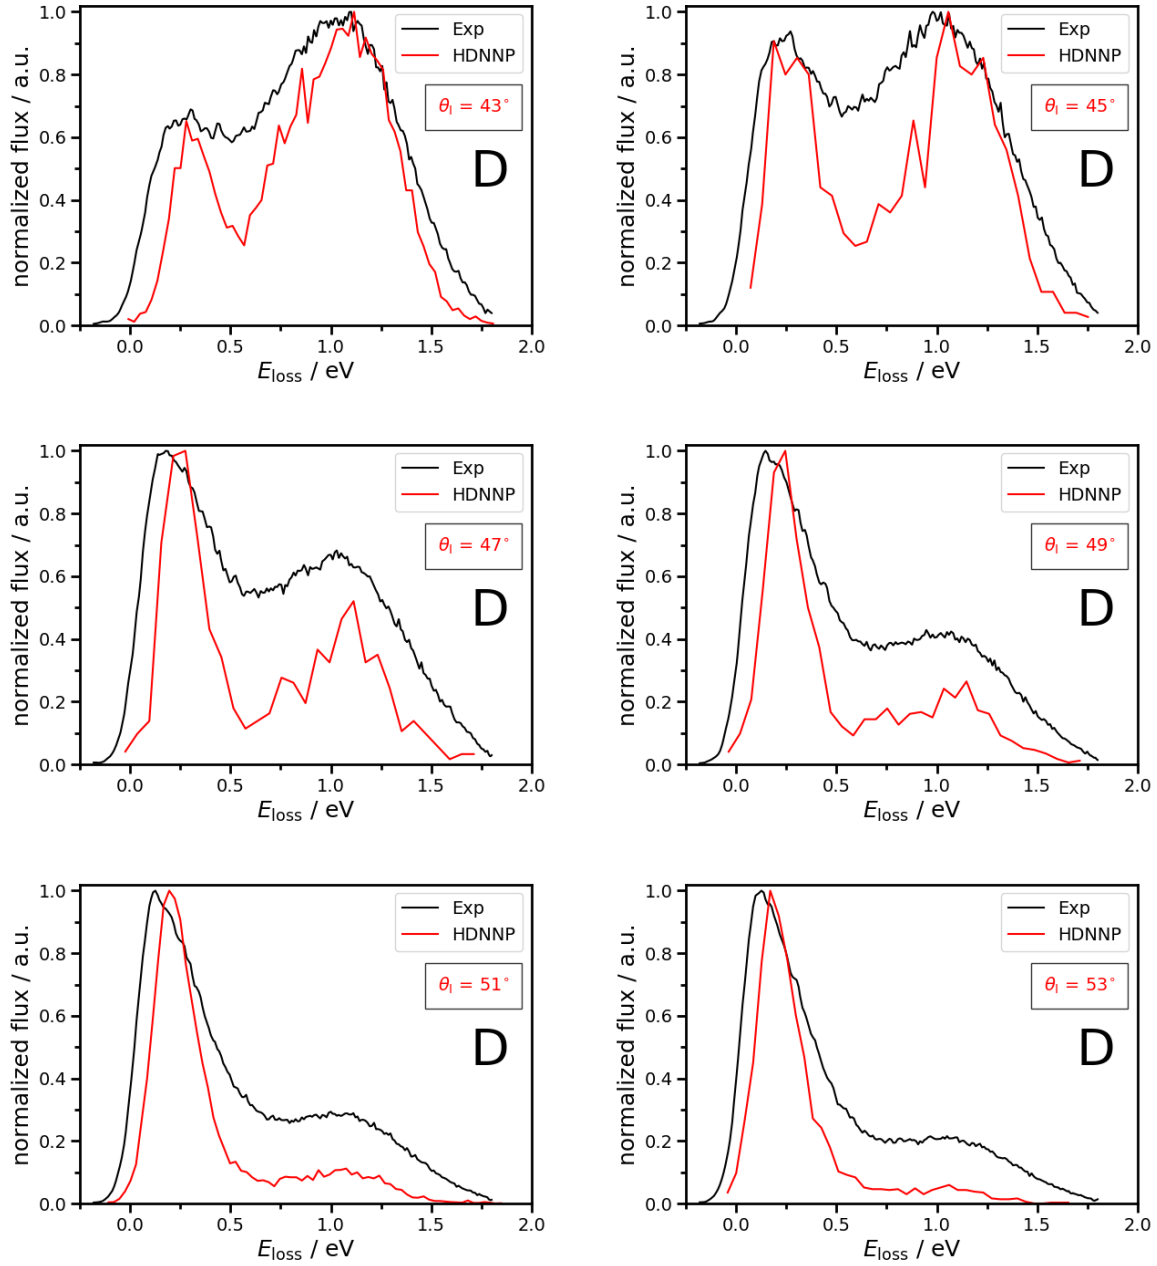 1.0
0.8
0.6
0.4
0.2
0.0
normalized flux / a.u.
Exp
HDNNP
θI = 43°
D
0.0 0.5 1.0 1.5 2.0
Eloss / eV
1.0
0.8
0.6
0.4
0.2
0.0
normalized flux / a.u.
Exp
HDNNP
θI = 45°
D
0.0 0.5 1.0 1.5 2.0
Eloss / eV
1.0
0.8
0.6
0.4
0.2
0.0
normalized flux / a.u.
Exp
HDNNP
θI = 47°
D
0.0 0.5 1.0 1.5 2.0
Eloss / eV
1.0
0.8
0.6
0.4
0.2
0.0
normalized flux / a.u.
Exp
HDNNP
θI = 49°
D
0.0 0.5 1.0 1.5 2.0
Eloss / eV
1.0
0.8
0.6
0.4
0.2
0.0
normalized flux / a.u.
Exp
HDNNP
θI = 51°
D
0.0 0.5 1.0 1.5 2.0
Eloss / eV
1.0
0.8
0.6
0.4
0.2
0.0
normalized flux / a.u.
Exp
HDNNP
θI = 53°
D
0.0 0.5 1.0 1.5 2.0
Eloss / eV